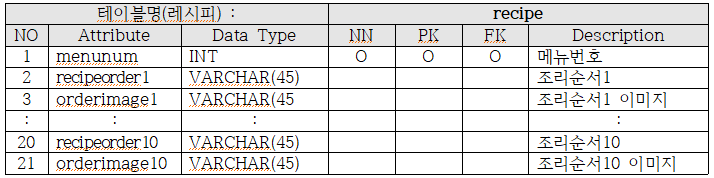 테이블명(레시피) : recipe
NO Attribute Data Type NN PK FK Description
1 menunum INT O O O 메뉴번호
2 recipeorder1 VARCHAR(45) 조리순서1
3 orderimage1 VARCHAR(45 조리순서1 이미지
: : : :
20 recipeorder10 VARCHAR(45) 조리순서10
21 orderimage10 VARCHAR(45) 조리순서10 이미지